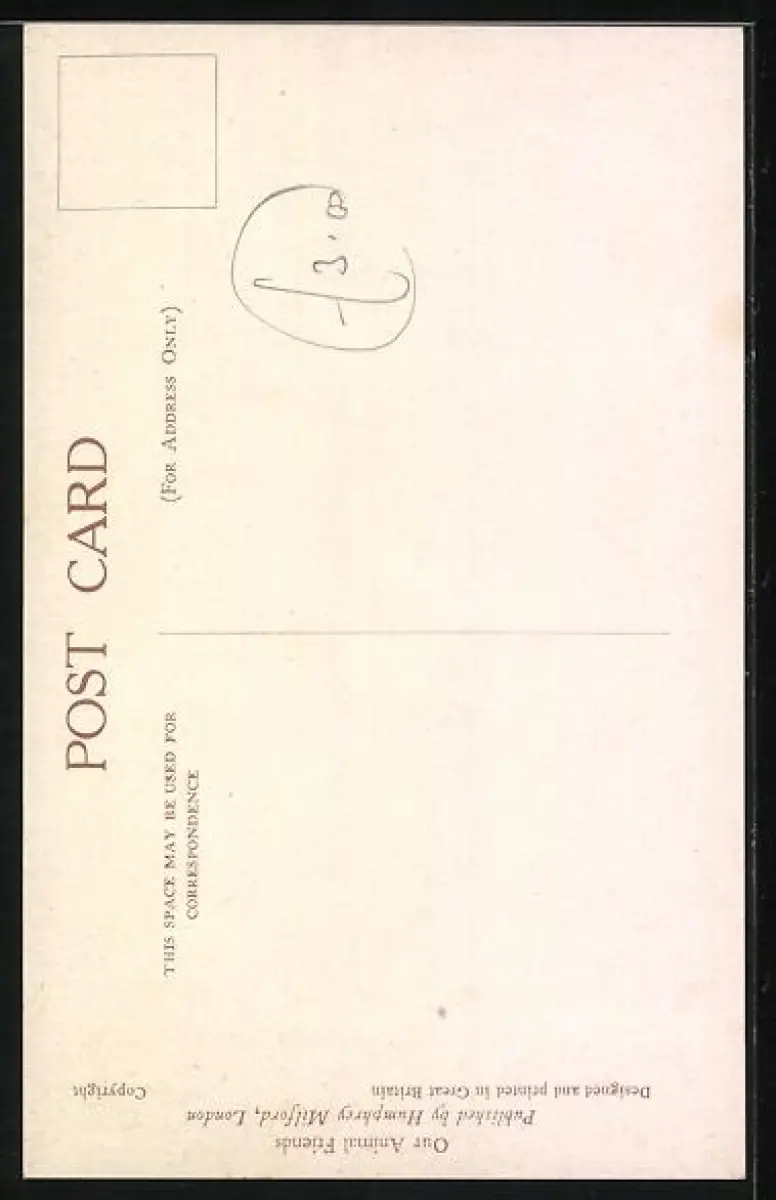 POST CARD
THIS SPACE MAY BE USED FOR
CORRESPONDENCE
(FOR ADDRESS ONLY)
£3.8
Our Animal Friends
Published by Humphrey Milford, London
Designed and printed in Great Britain
Copyright